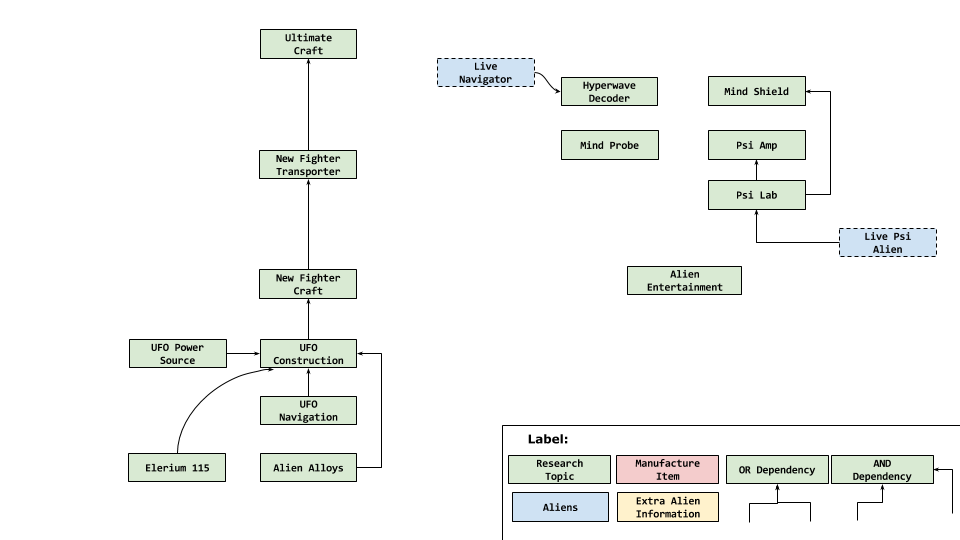 Ultimate
Craft
Live
Navigator
Hyperwave
Decoder
Mind Shield
Mind Probe
Psi Amp
New Fighter
Transporter
Psi Lab
Live Psi
Alien
Alien
Entertainment
New Fighter
Craft
UFO Power
Source
UFO
Construction
UFO
Navigation
Elerium 115
Alien Alloys
Label:
Research
Topic
Manufacture
Item
OR Dependency
AND
Dependency
Aliens
Extra Alien
Information